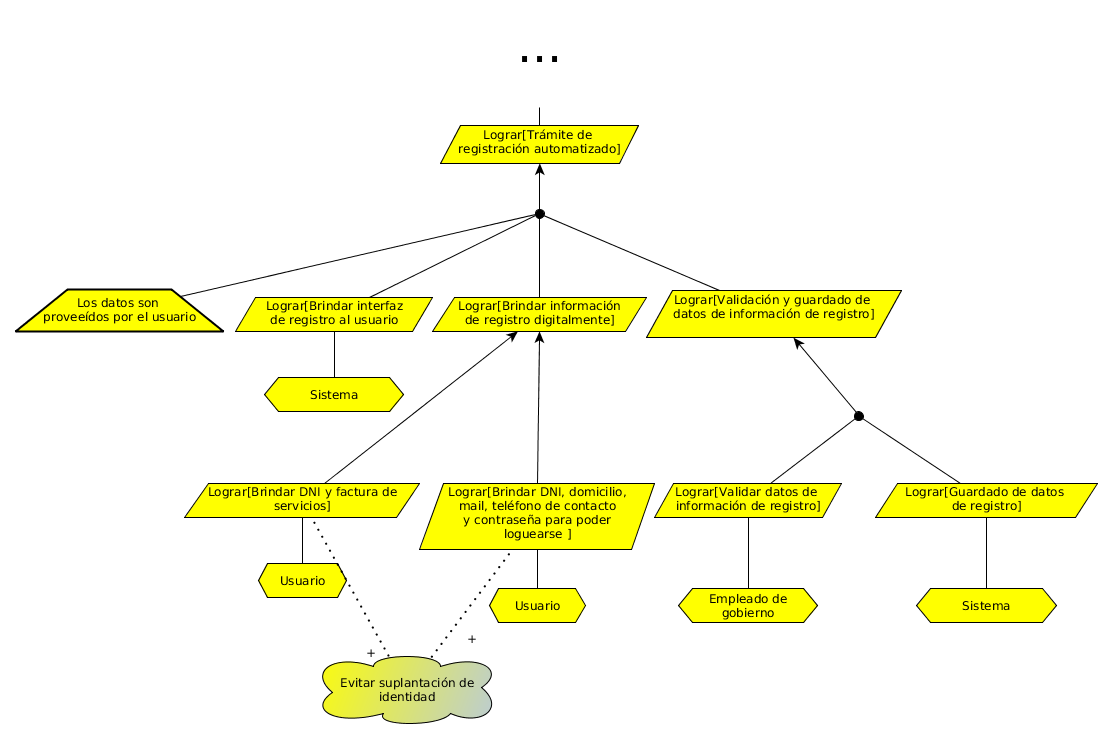 ...
Lograr[Trámite de
registración automatizado]
Los datos son
proveeídos por el usuario
Lograr[Brindar interfaz
de registro al usuario
Lograr[Brindar información
de registro digitalmente]
Lograr[Validación y guardado de
datos de información de registro]
Sistema
Lograr[Brindar DNI y factura de
servicios]
Lograr[Brindar DNI, domicilio,
mail, teléfono de contacto
y contraseña para poder
loguearse ]
Lograr[Validar datos de
información de registro]
Lograr[Guardado de datos
de registro]
Usuario
Usuario
Empleado de
gobierno
Sistema
+
+
Evitar suplantación de
identidad